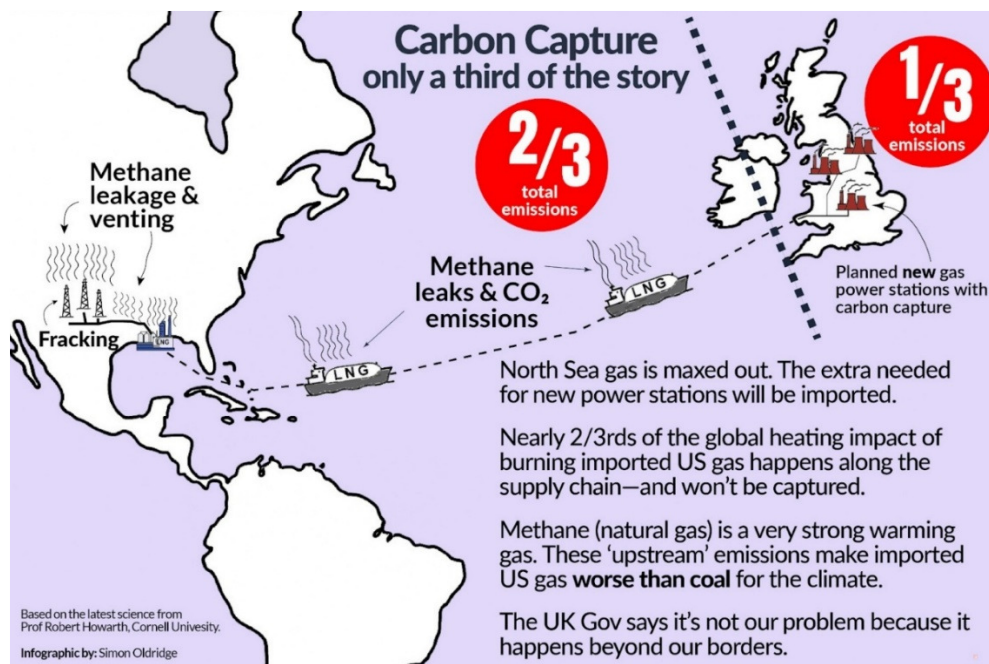 Carbon Capture
only a third of the story
2/3
total
emissions
1/3
total
emissions
Methane
leakage &
venting
Fracking
LNG
Methane
leaks & CO₂
emissions
LNG
LNG
Planned new gas
power stations with
carbon capture
North Sea gas is maxed out. The extra needed
for new power stations will be imported.
Nearly 2/3rds of the global heating impact of
burning imported US gas happens along the
supply chain—and won't be captured.
Methane (natural gas) is a very strong warming
gas. These 'upstream' emissions make imported
US gas worse than coal for the climate.
The UK Gov says it's not our problem because it
happens beyond our borders.
Based on the latest science from
Prof Robert Howarth, Cornell Univesity.
Infographic by: Simon Oldridge